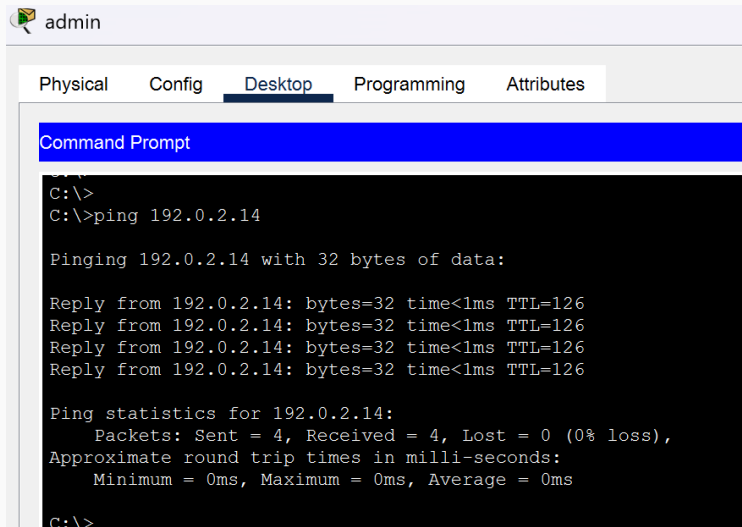 admin
Physical Config Desktop Programming Attributes
Command Prompt
C:\>
C:\>ping 192.0.2.14
Pinging 192.0.2.14 with 32 bytes of data:
Reply from 192.0.2.14: bytes=32 time<1ms TTL=126
Reply from 192.0.2.14: bytes=32 time<1ms TTL=126
Reply from 192.0.2.14: bytes=32 time<1ms TTL=126
Reply from 192.0.2.14: bytes=32 time<1ms TTL=126
Ping statistics for 192.0.2.14:
Packets: Sent = 4, Received = 4, Lost = 0 (0% loss),
Approximate round trip times in milli-seconds:
Minimum = 0ms, Maximum = 0ms, Average = 0ms
C:\>